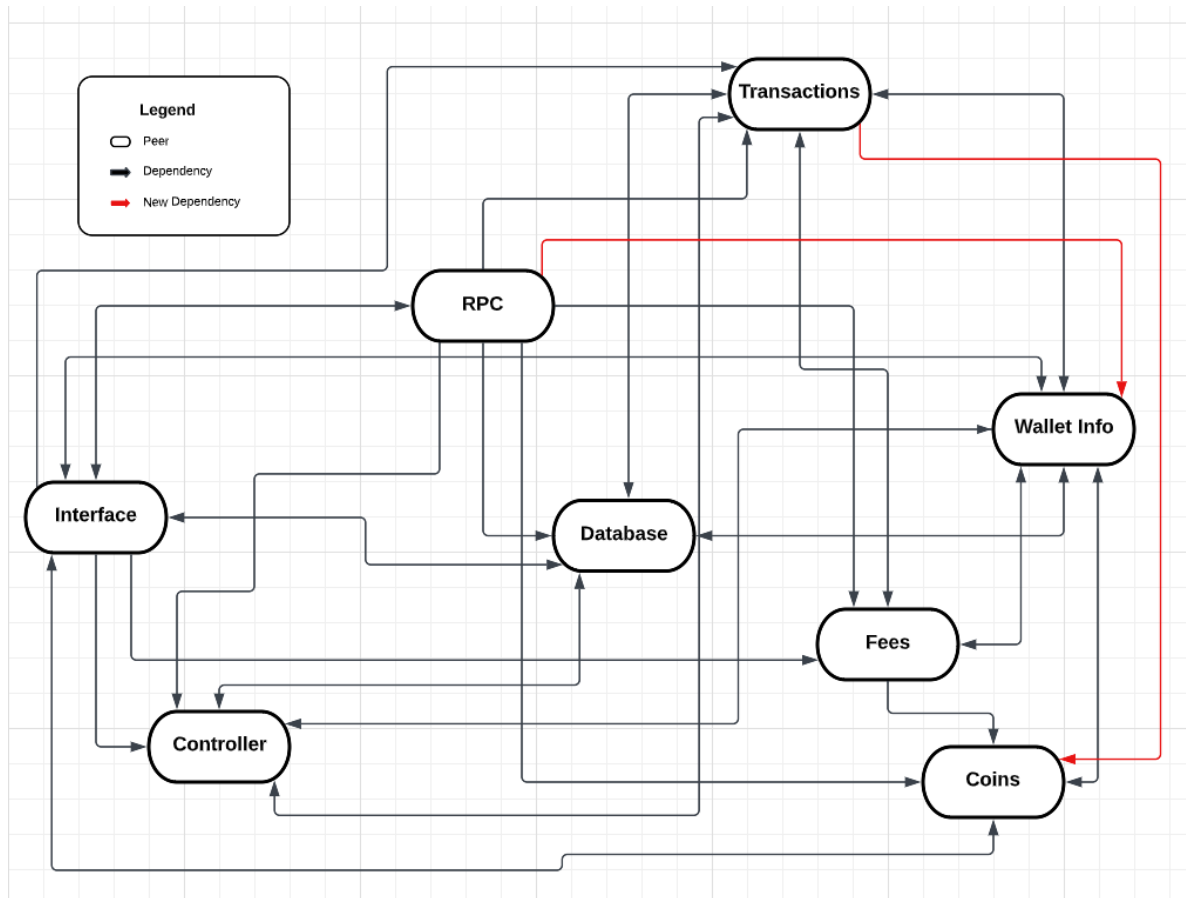 Transactions
Legend
Peer
Dependency
New Dependency
RPC
Wallet Info
Interface
Database
Fees
Controller
Coins